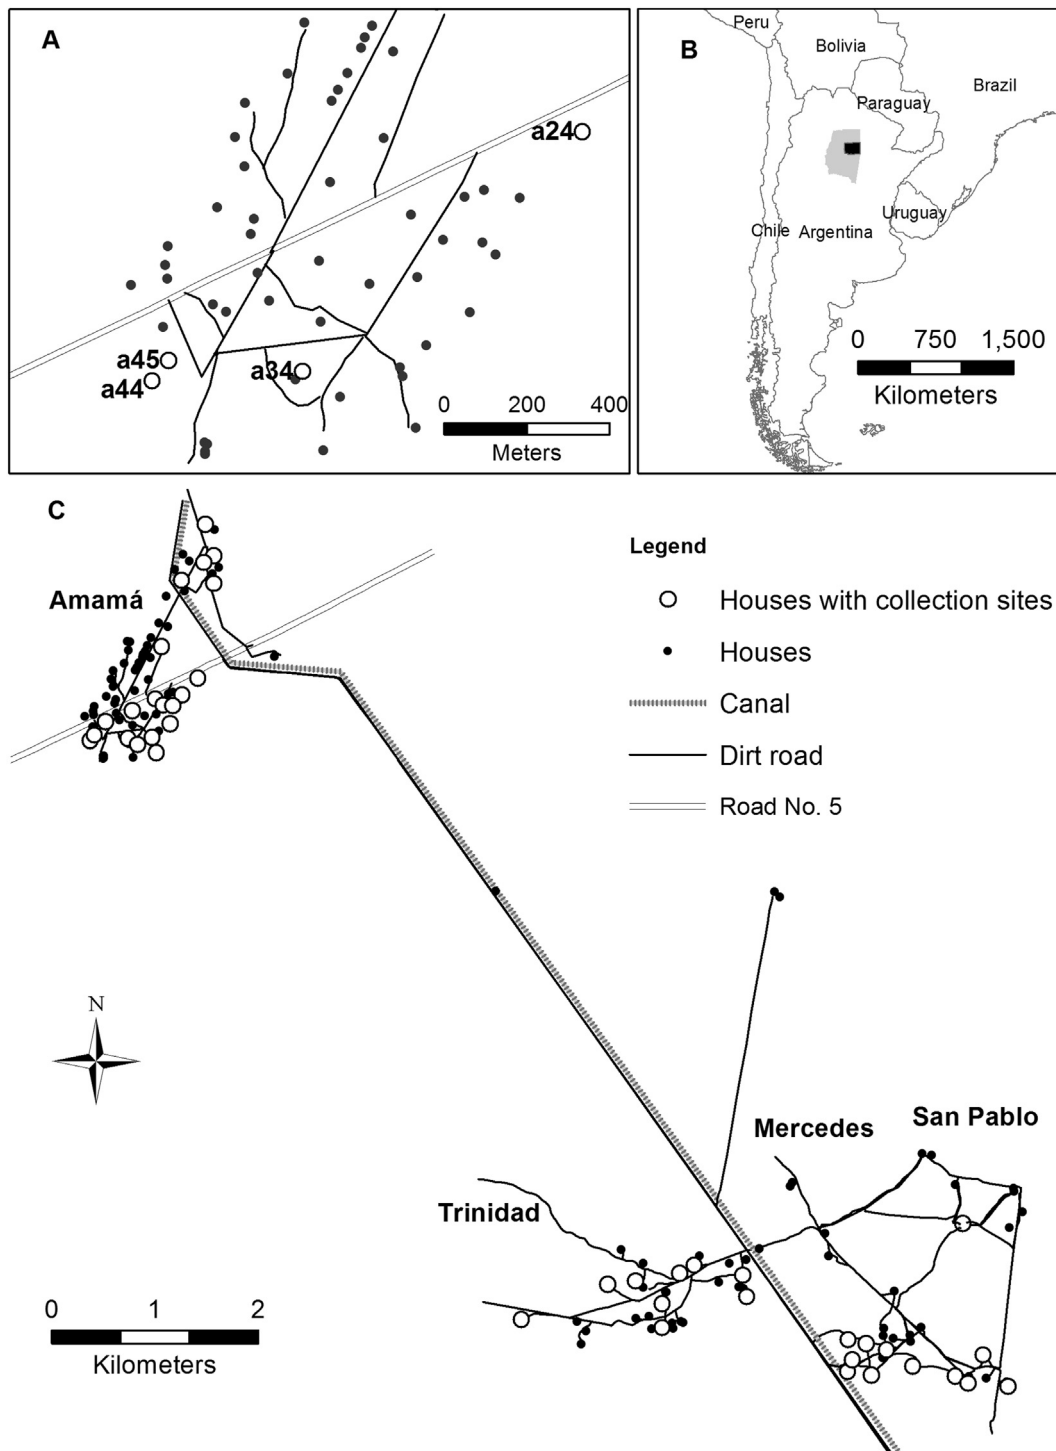 A
a24
a45
a44
a34
0 200 400
Meters
B
Peru
Bolivia
Brazil
Paraguay
Uruguay
Chile
Argentina
0 750 1,500
Kilometers
C
Amamá
Legend
Houses with collection sites
Houses
Canal
Dirt road
Road No. 5
N
Mercedes
San Pablo
Trinidad
0 1 2
Kilometers